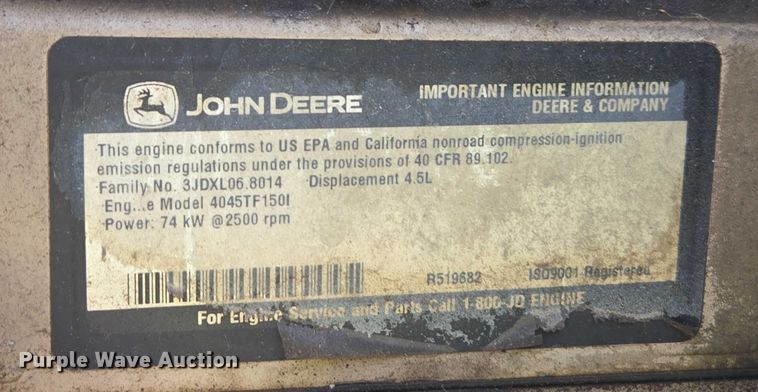 JOHN DEERE
IMPORTANT ENGINE INFORMATION
DEERE & COMPANY
This engine conforms to US EPA and California nonroad compression-ignition
emission regulations under the provisions of 40 CFR 89.102.
Family No. 3JDXL06.8014 Displacement 4.5L
Eng...e Model 4045TF150I
Power: 74 kW @2500 rpm
R519682 ISO9001 Registered
For Engine Service and Parts Call 1-800-JD ENGINE
Purple Wave Auction